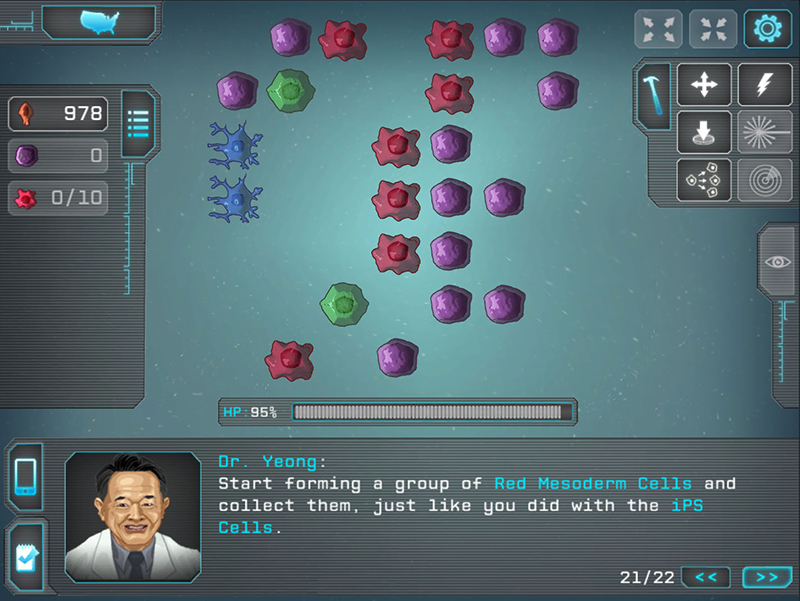 978
0
0/10
HP: 95%
Dr. Yeong:
Start forming a group of Red Mesoderm Cells and
collect them, just like you did with the iPS
Cells.
21/22 << >>